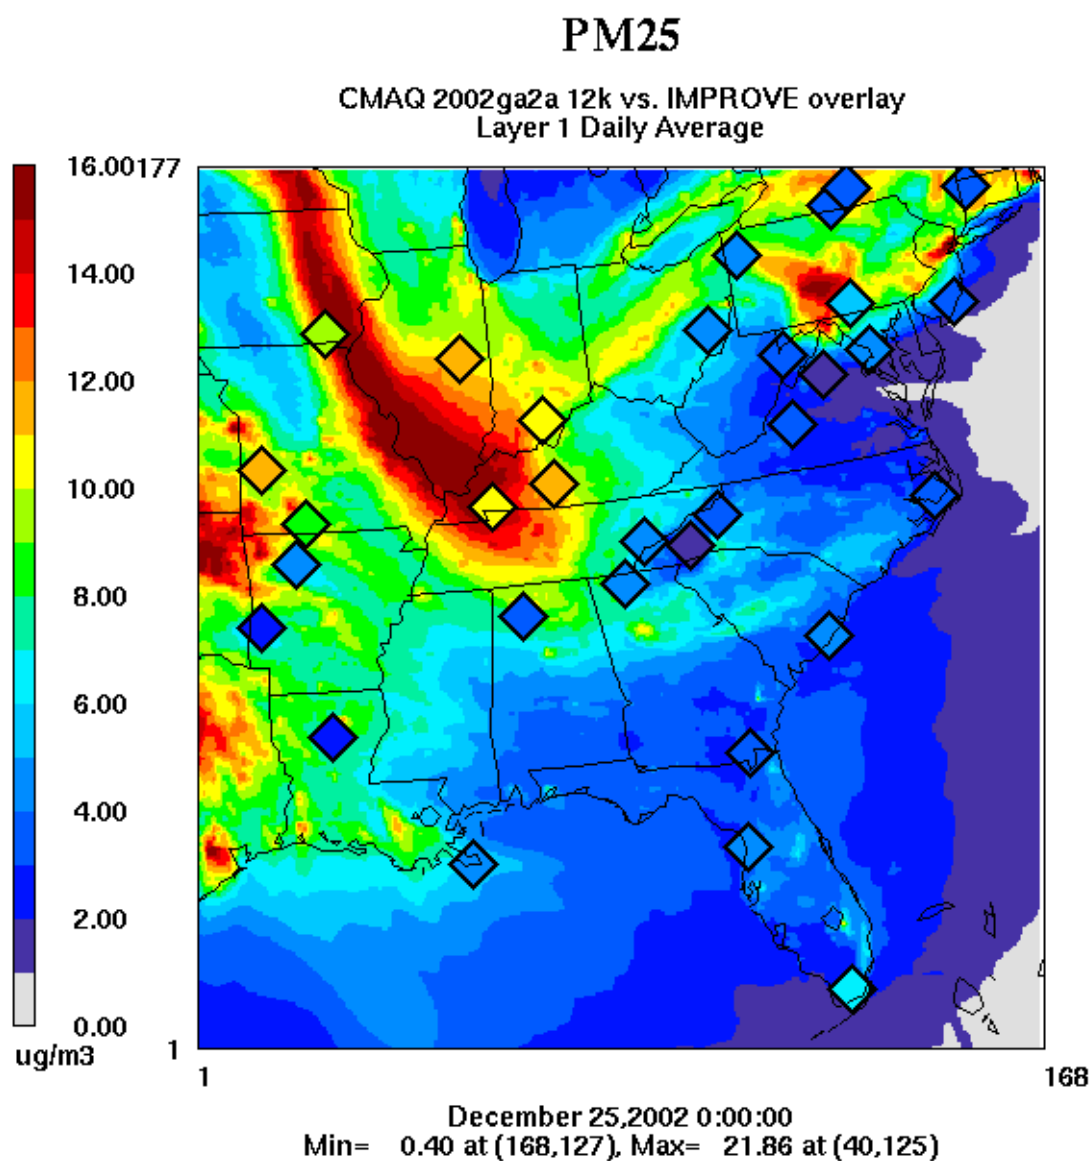 PM25
CMAQ 2002ga2a 12k vs. IMPROVE overlay
Layer 1 Daily Average
16.00
14.00
12.00
10.00
8.00
6.00
4.00
2.00
0.00
ug/m3
177
1
1
168
December 25,2002 0:00:00
Min= 0.40 at (168,127), Max= 21.86 at (40,125)